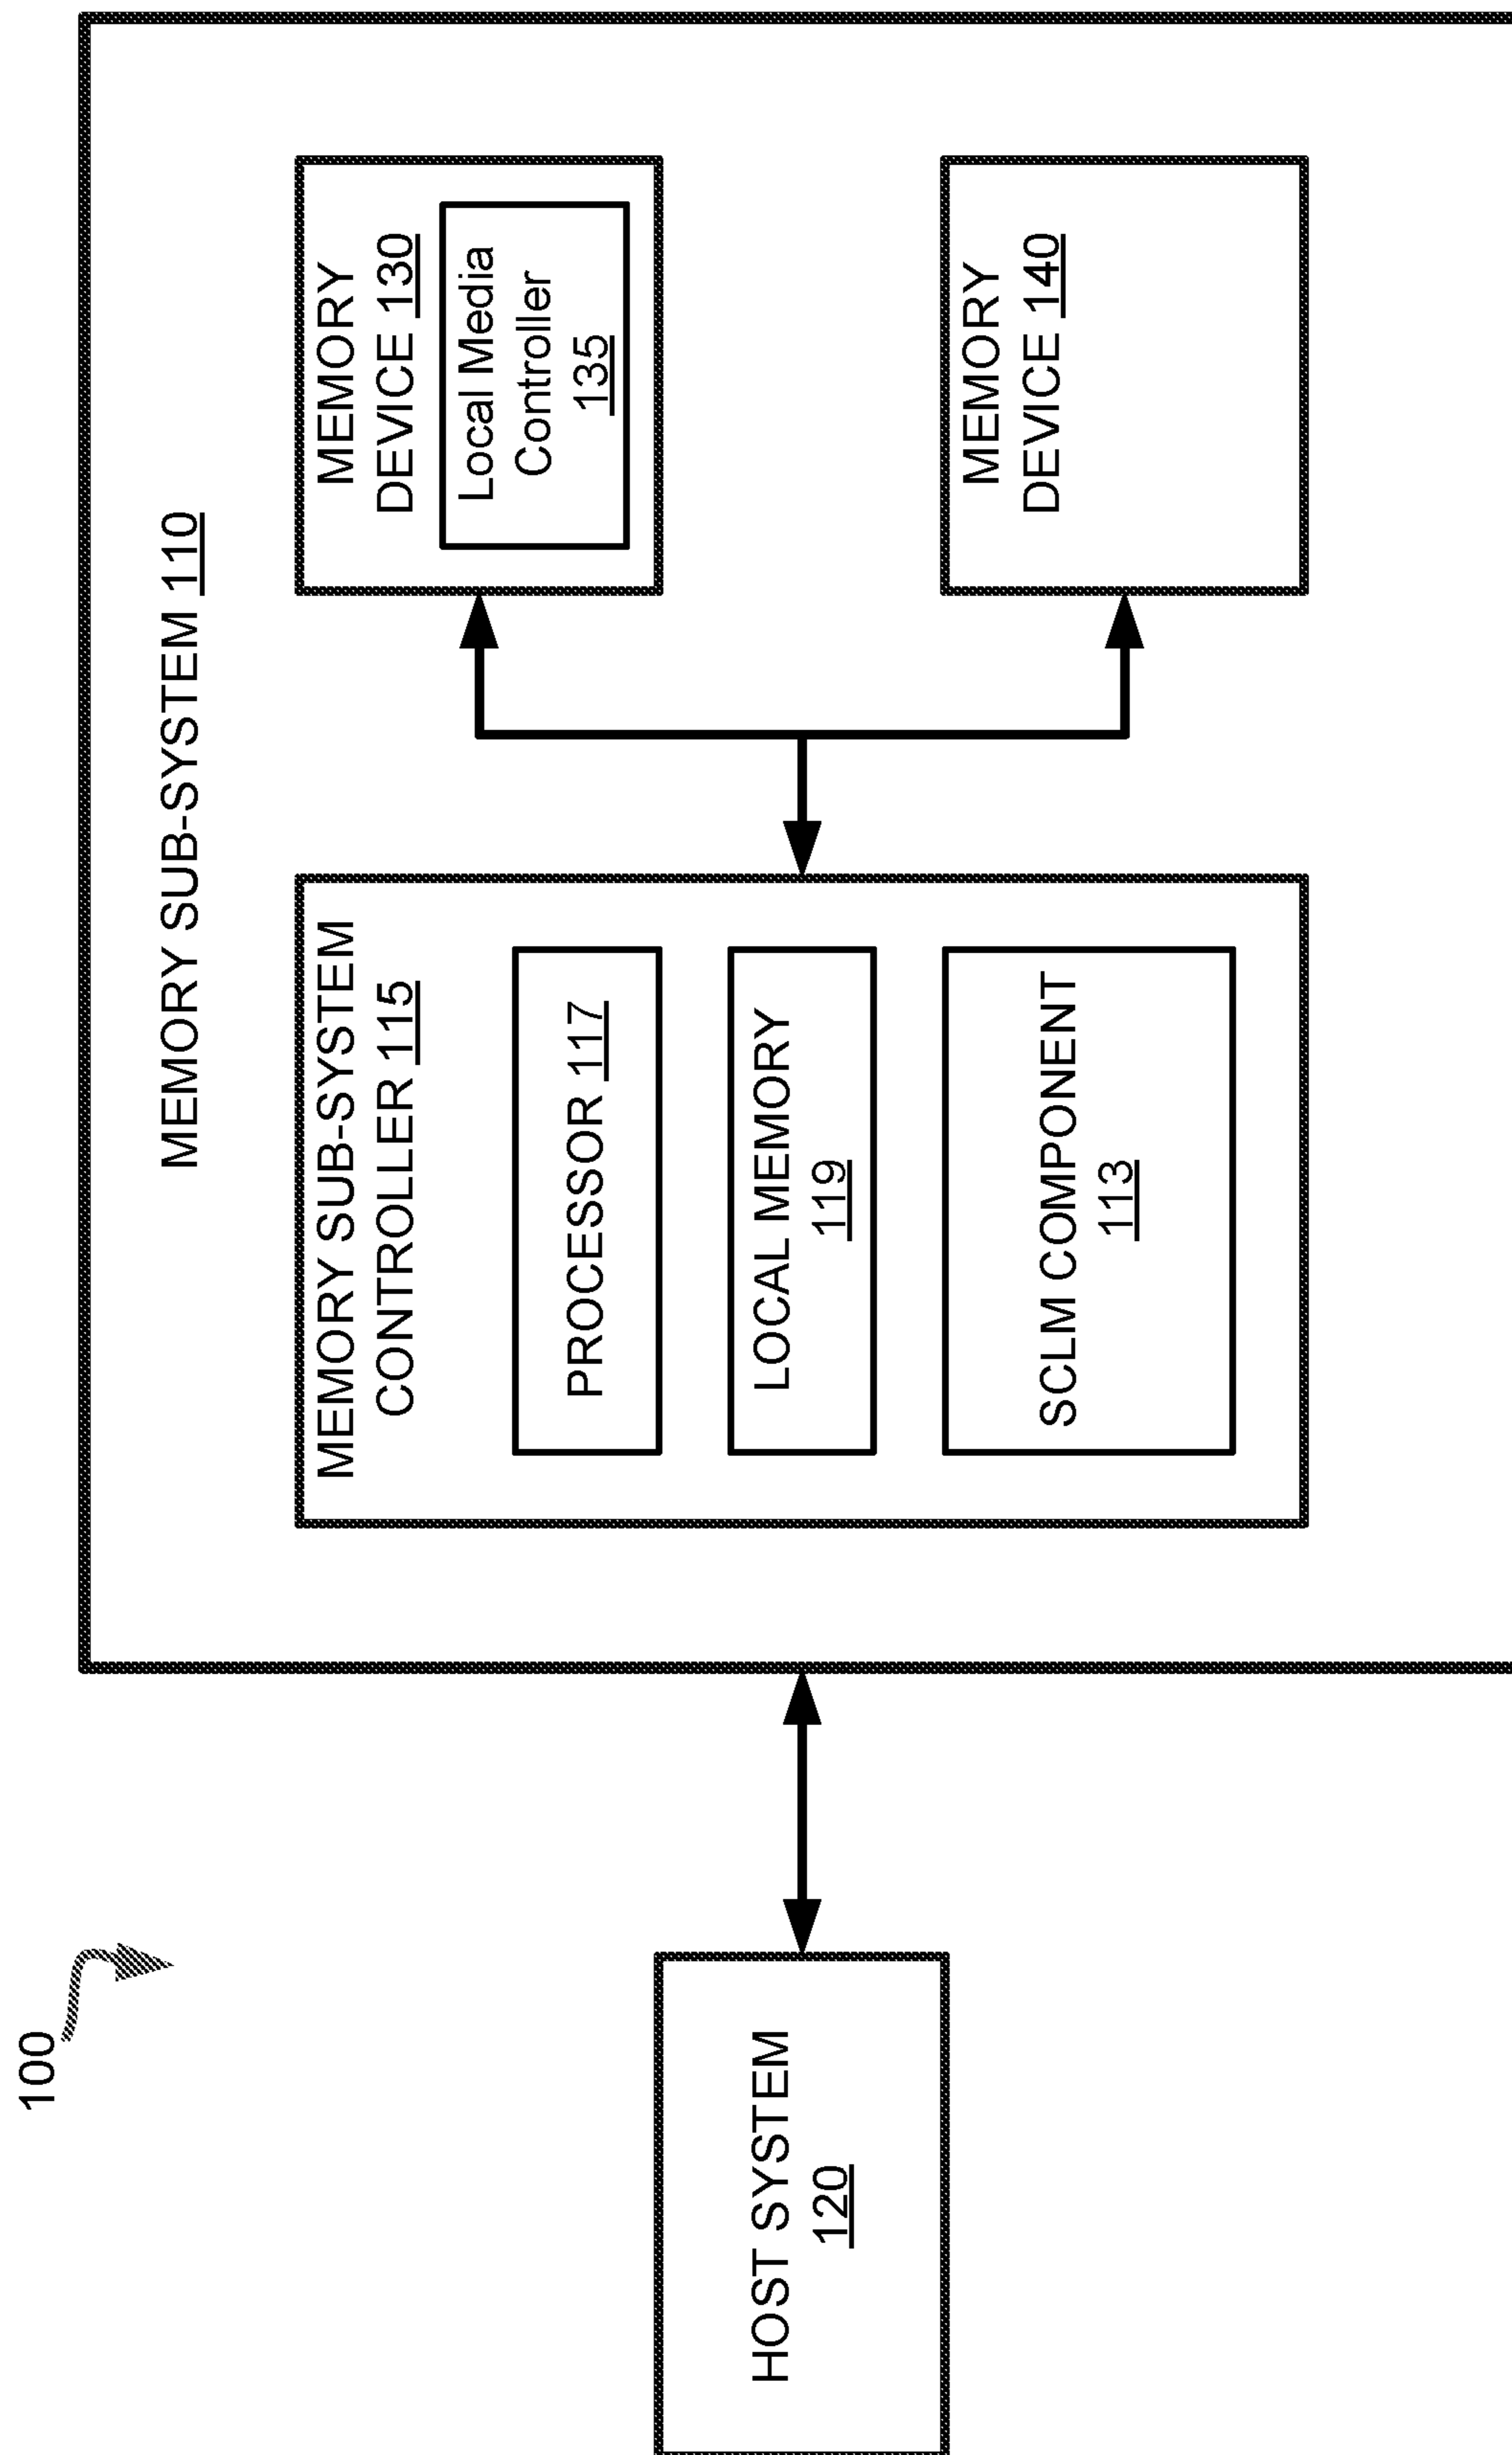 100
MEMORY SUB-SYSTEM 110
HOST SYSTEM
120
MEMORY SUB-SYSTEM
CONTROLLER 115
PROCESSOR 117
LOCAL MEMORY
119
SCLM COMPONENT
113
MEMORY
DEVICE 130
Local Media
Controller
135
MEMORY
DEVICE 140